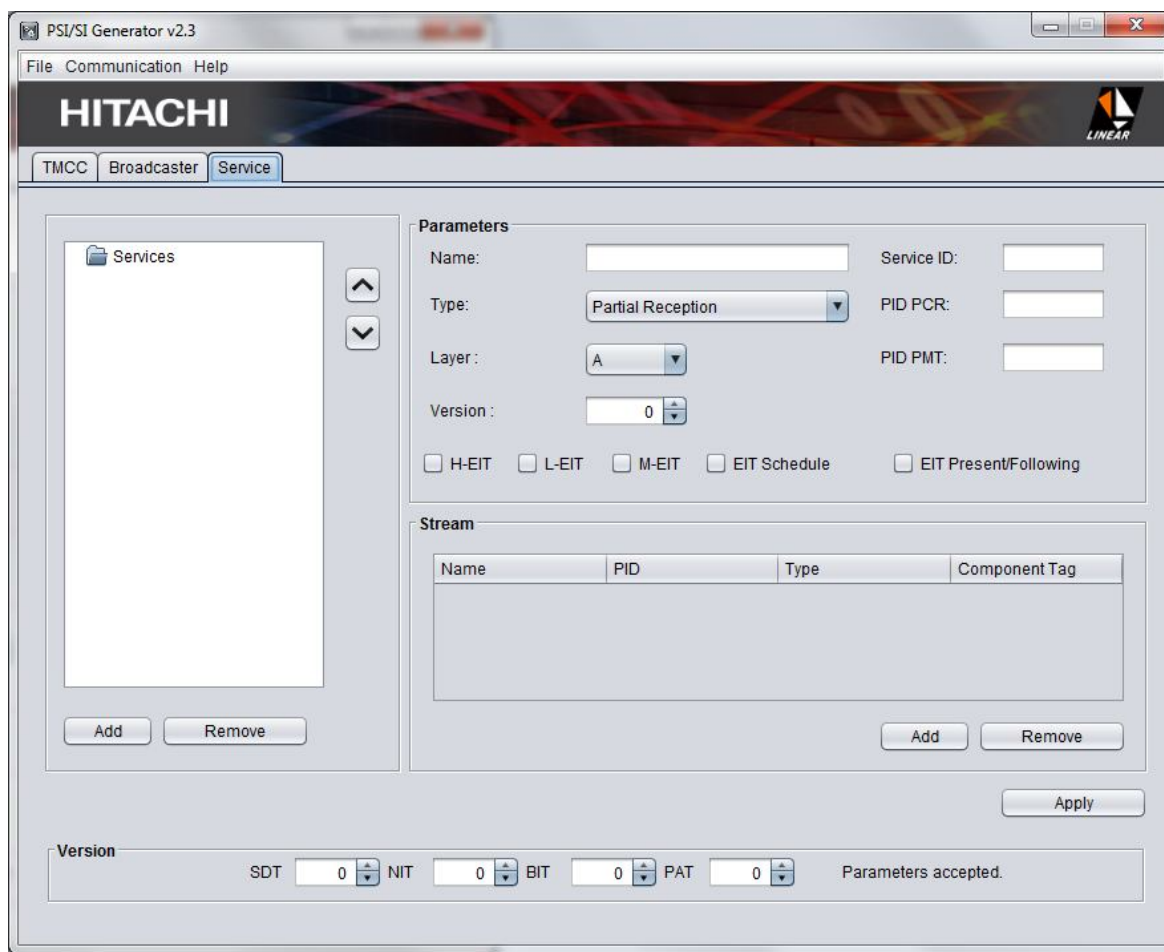 PSI/SI Generator v2.3
File Communication Help
HITACHI
LINEAR
TMCC Broadcaster Service
Services
Add Remove
Parameters
Name: Service ID:
Type: Partial Reception PID PCR:
Layer : A PID PMT:
Version : 0
H-EIT L-EIT M-EIT EIT Schedule EIT Present/Following
Stream
Name PID Type Component Tag
Add Remove
Apply
Version
SDT 0 NIT 0 BIT 0 PAT 0 Parameters accepted.